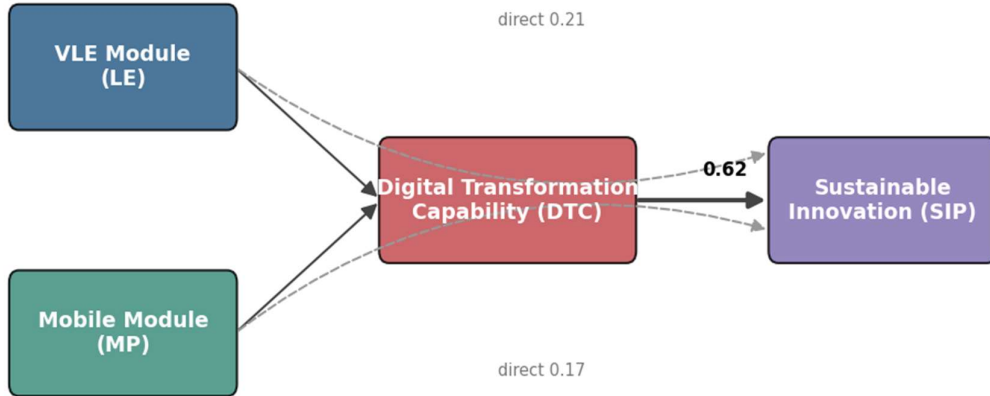 direct 0.21
VLE Module
(LE)
Digital Transformation
Capability (DTC)
0.62
Sustainable
Innovation (SIP)
Mobile Module
(MP)
direct 0.17